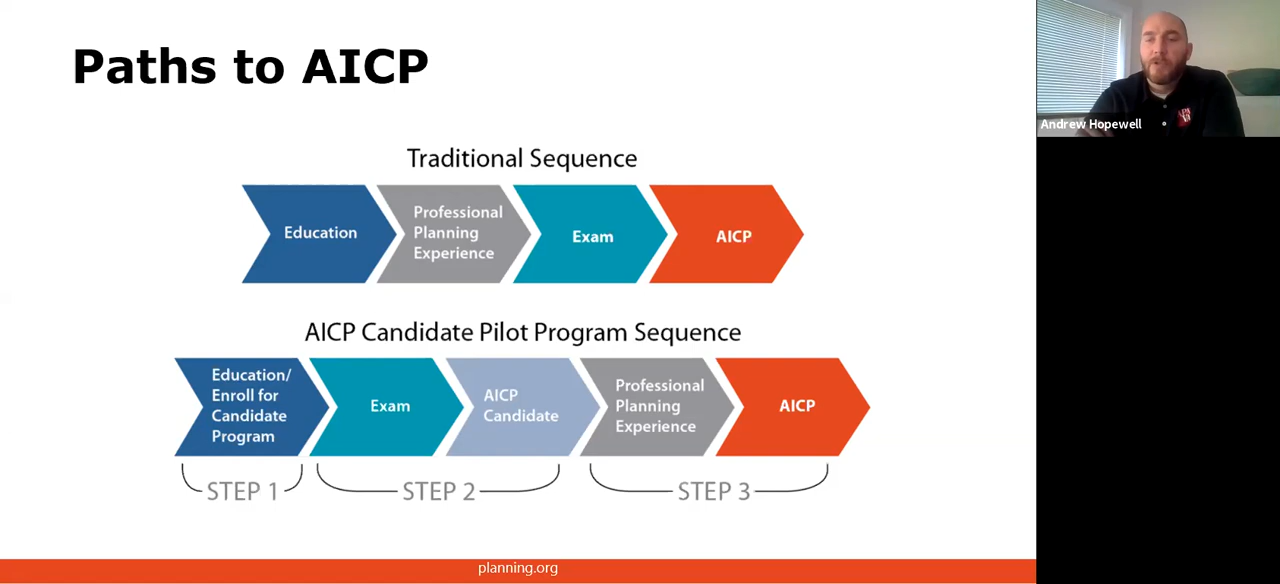 Paths to AICP
Traditional Sequence
Education
Professional
Planning
Experience
Exam
AICP
AICP Candidate Pilot Program Sequence
Education/
Enroll for
Candidate
Program
Exam
AICP
Candidate
Professional
Planning
Experience
AICP
STEP 1
STEP 2
STEP 3
planning.org
Andrew Hopewell